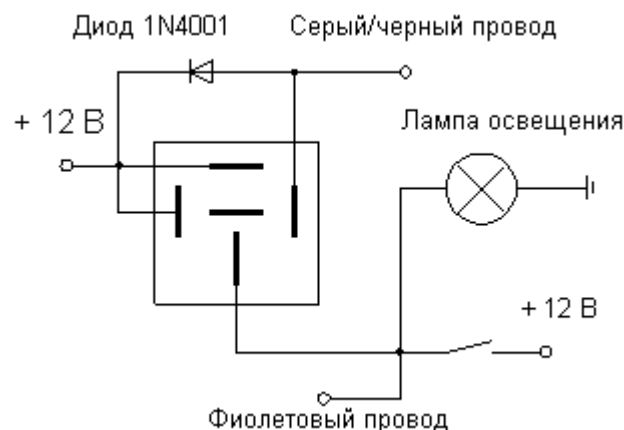 Диод 1N4001
Серый/черный провод
+ 12 В
Лампа освещения
+ 12 В
Фиолетовый провод